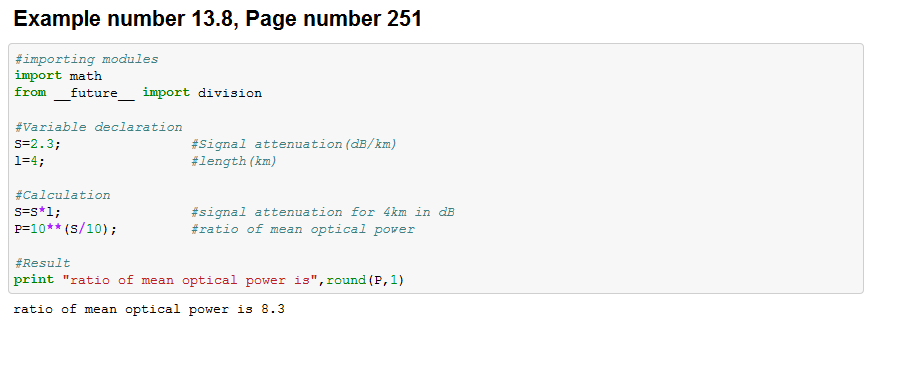 Example number 13.8, Page number 251
#importing modules
import math
from __future__ import division
#Variable declaration
S=2.3; #Signal attenuation(dB/km)
l=4; #length(km)
#Calculation
S=S*l; #signal attenuation for 4km in dB
P=10**(S/10); #ratio of mean optical power
#Result
print "ratio of mean optical power is",round(P,1)
ratio of mean optical power is 8.3